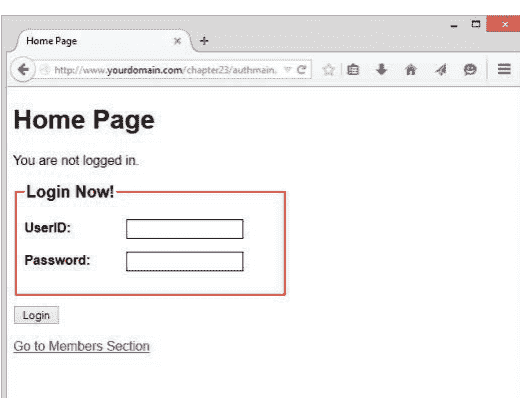 Home Page
http://www.yourdomain.com/chapter23/authmain.
Home Page
You are not logged in.
Login Now!
UserID:
Password:
Login
Go to Members Section